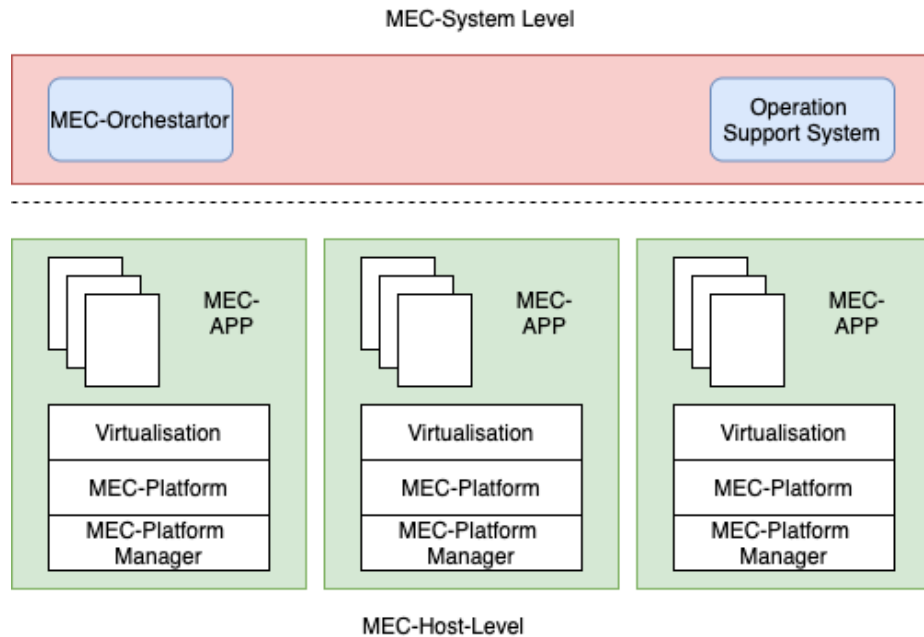 MEC-System Level
MEC-Orchestartor
Operation
Support System
MEC-
APP
Virtualisation
MEC-Platform
MEC-Platform
Manager
MEC-
APP
Virtualisation
MEC-Platform
MEC-Platform
Manager
MEC-
APP
Virtualisation
MEC-Platform
MEC-Platform
Manager
MEC-Host-Level